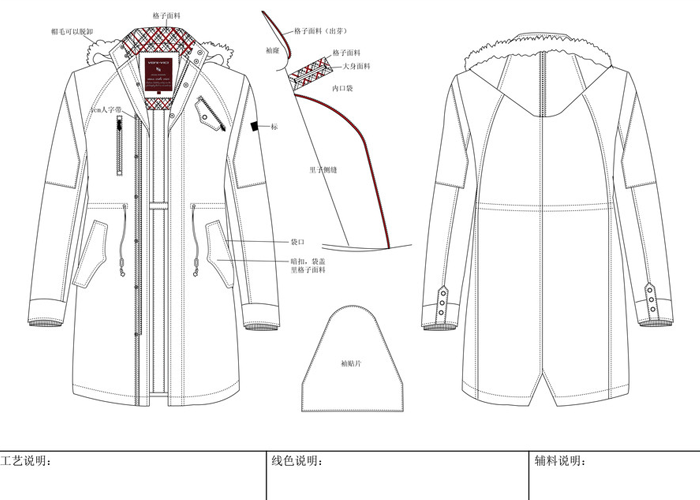 格子面料
帽毛可以脱卸
格子面料（出芽）
袖窿
格子面料
大身面料
内口袋
1cm人字带
标
里子侧缝
袋口
暗扣，袋盖
里格子面料
袖贴片
工艺说明：
线色说明：
辅料说明：